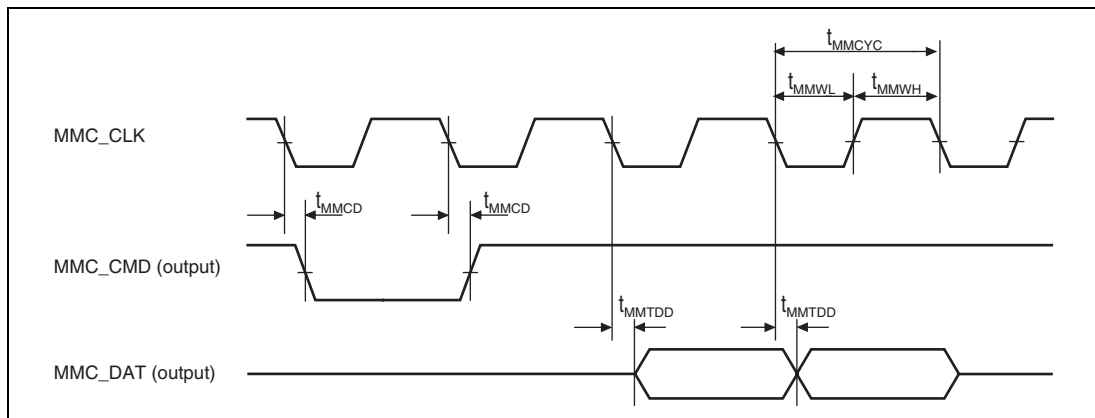 tMMCYC
tMMWL tMMWH
MMC_CLK
tMMCD tMMCD
MMC_CMD (output)
tMMTDD tMMTDD
MMC_DAT (output)